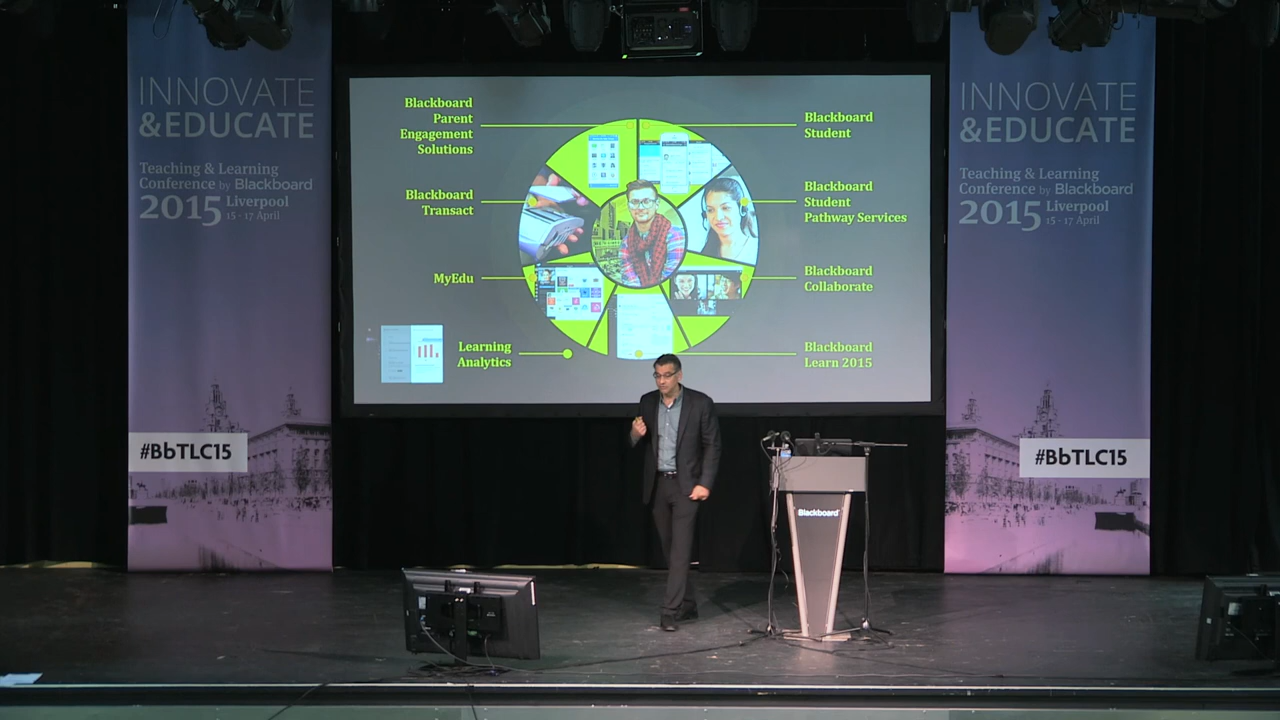 INNOVATE
&EDUCATE
Teaching & Learning
Conference by Blackboard
2015 Liverpool
15 - 17 April
#BbTLC15
Blackboard
Parent
Engagement
Solutions
Blackboard
Transact
MyEdu
Learning
Analytics
Blackboard
Student
Blackboard
Student
Pathway Services
Blackboard
Collaborate
Blackboard
Learn 2015
Blackboard
INNOVATE
&EDUCATE
Teaching & Learning
Conference by Blackboard
2015 Liverpool
15 - 17 April
#BbTLC15